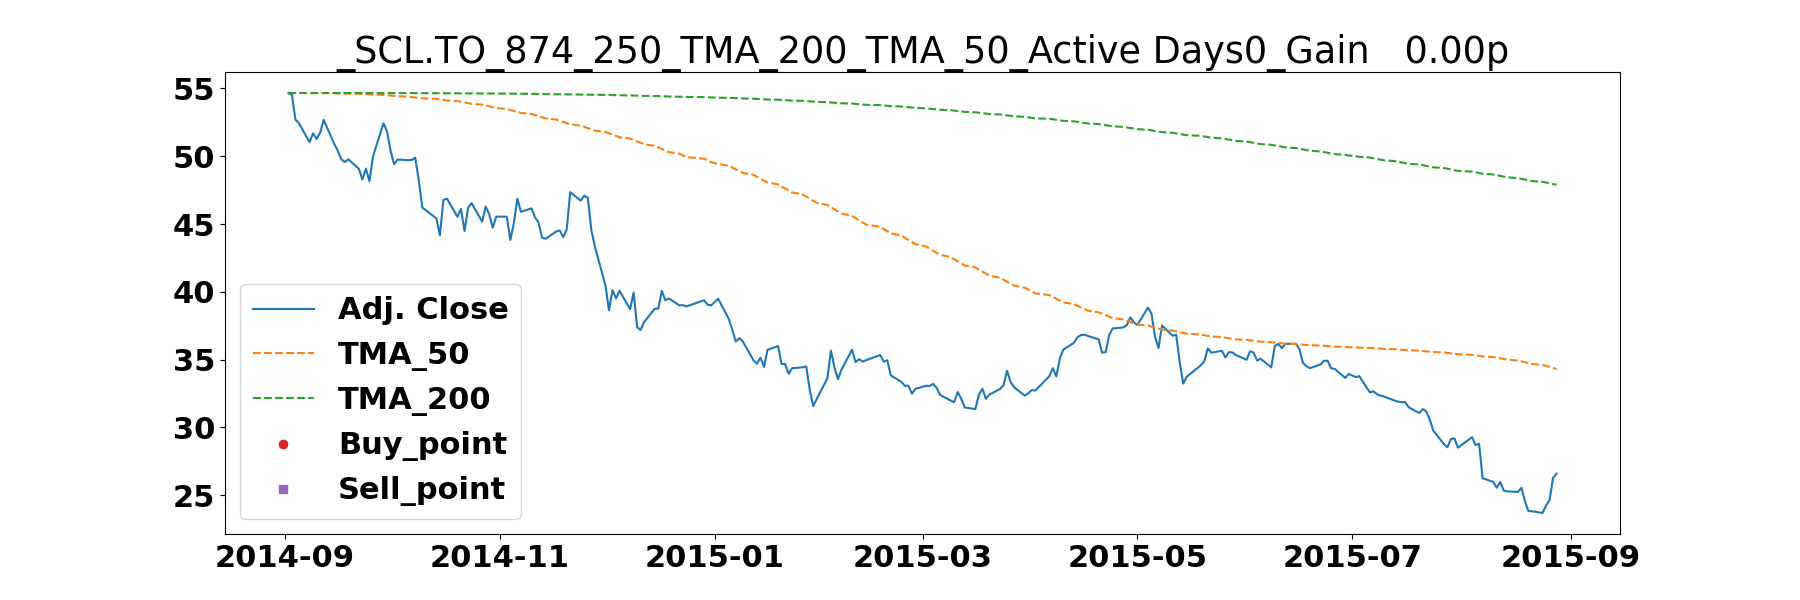 _SCL.TO_874_250_TMA_200_TMA_50_Active Days0_Gain   0.00p
55
50
45
40
35
30
25
Adj. Close
TMA_50
TMA_200
Buy_point
Sell_point
2014-09 2014-11 2015-01 2015-03 2015-05 2015-07 2015-09